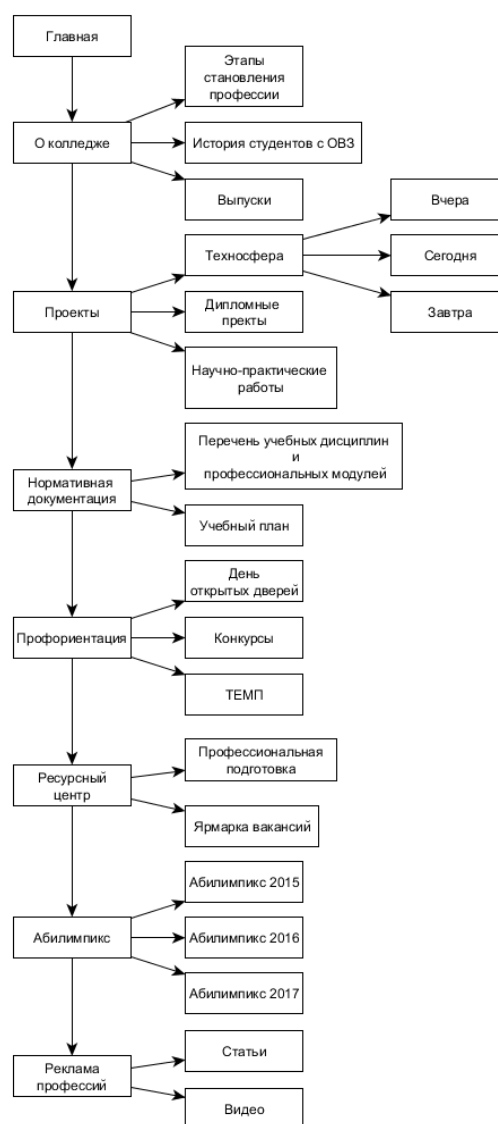 Главная
Этапы
становления
профессии
О колледже
История студентов с ОВЗ
Выпуски
Вчера
Техносфера
Сегодня
Проекты
Дипломные
пректы
Завтра
Научно-практические
работы
Перечень учебных дисциплин
и
профессиональных модулей
Нормативная
документация
Учебный план
День
открытых дверей
Профориентация
Конкурсы
ТЕМП
Профессиональная
подготовка
Ресурсный
центр
Ярмарка вакансий
Абилимпикс 2015
Абилимпикс
Абилимпикс 2016
Абилимпикс 2017
Статьи
Реклама
профессий
Видео